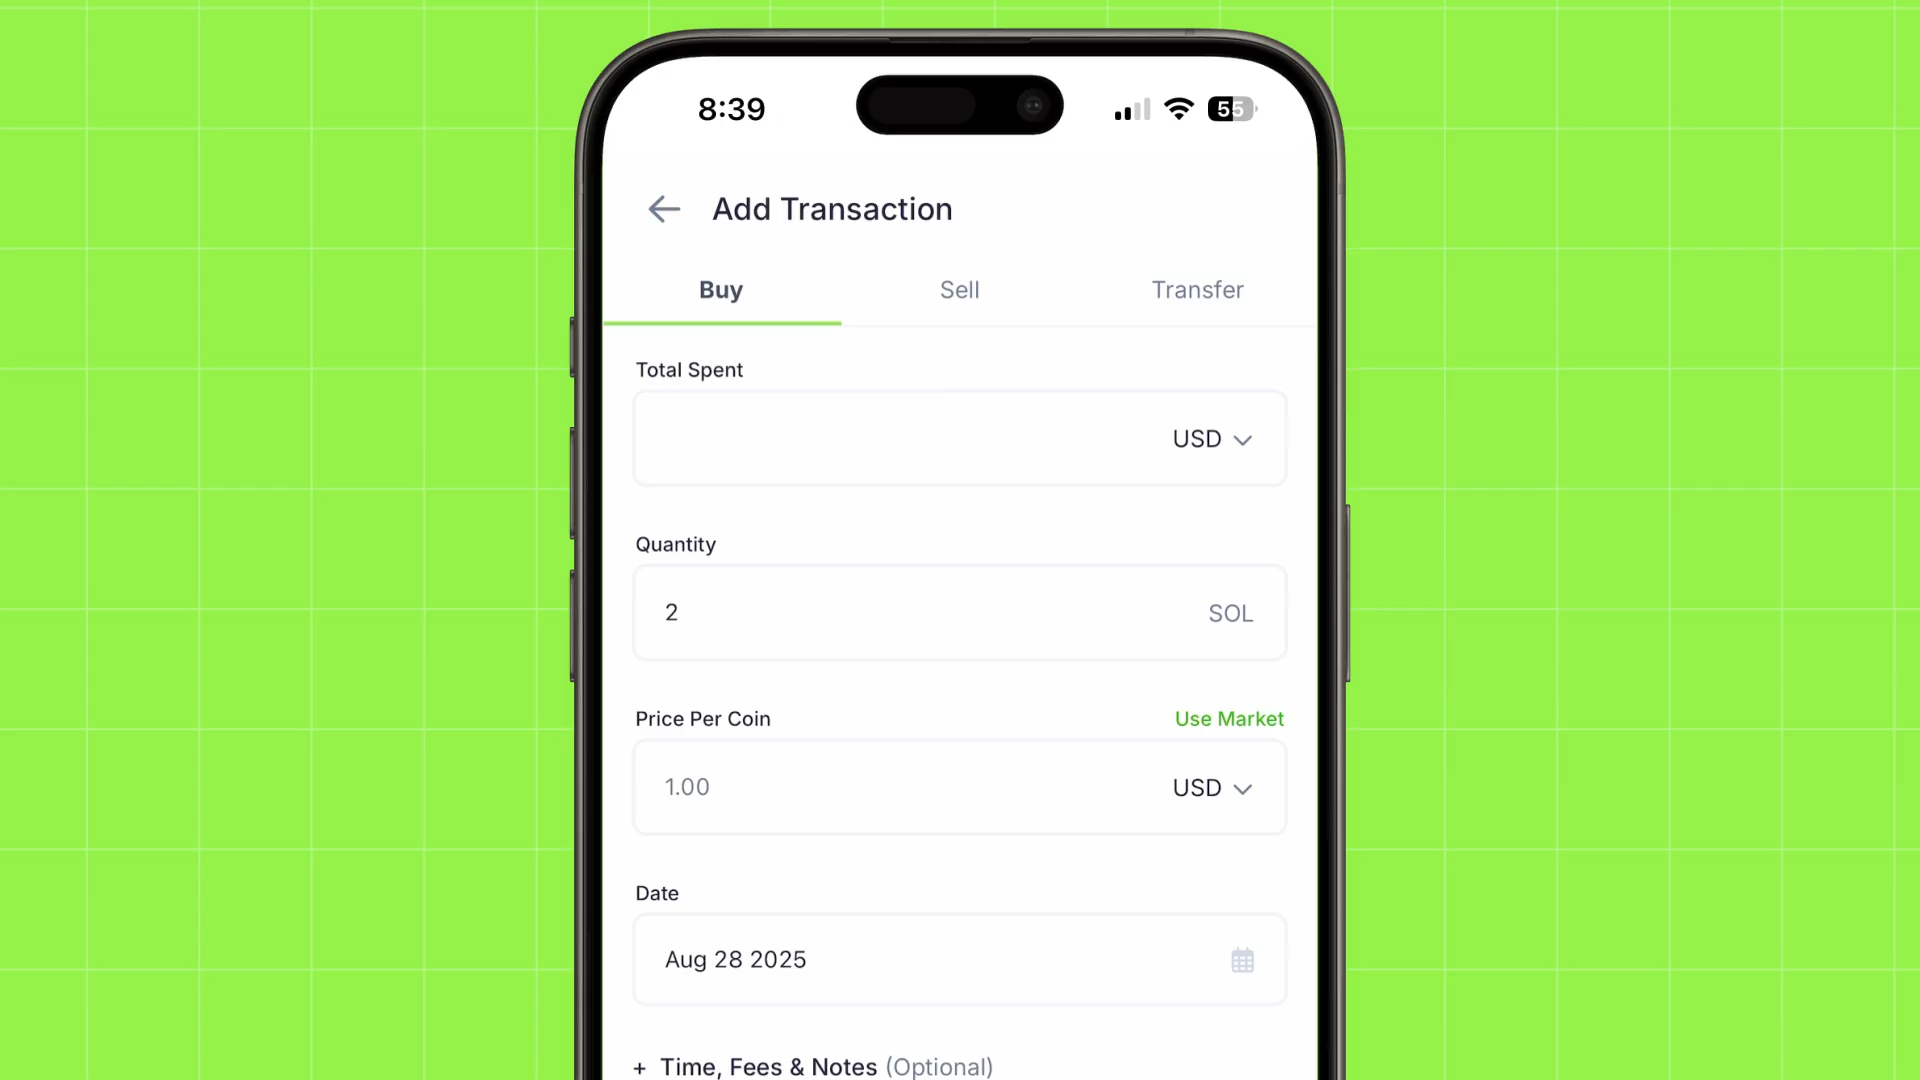 8:39
55
Add Transaction
Buy Sell Transfer
Total Spent
USD
Quantity
2 SOL
Price Per Coin Use Market
1.00 USD
Date
Aug 28 2025
+ Time, Fees & Notes (Optional)